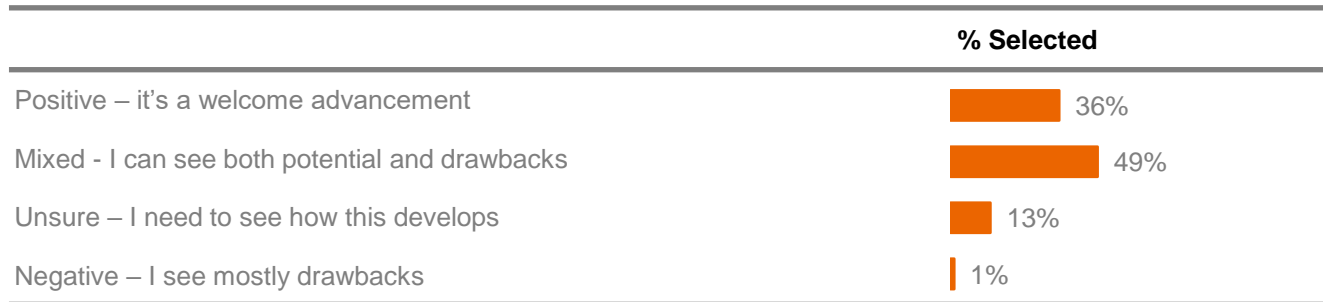 % Selected
Positive – it's a welcome advancement 36%
Mixed - I can see both potential and drawbacks 49%
Unsure – I need to see how this develops 13%
Negative – I see mostly drawbacks 1%